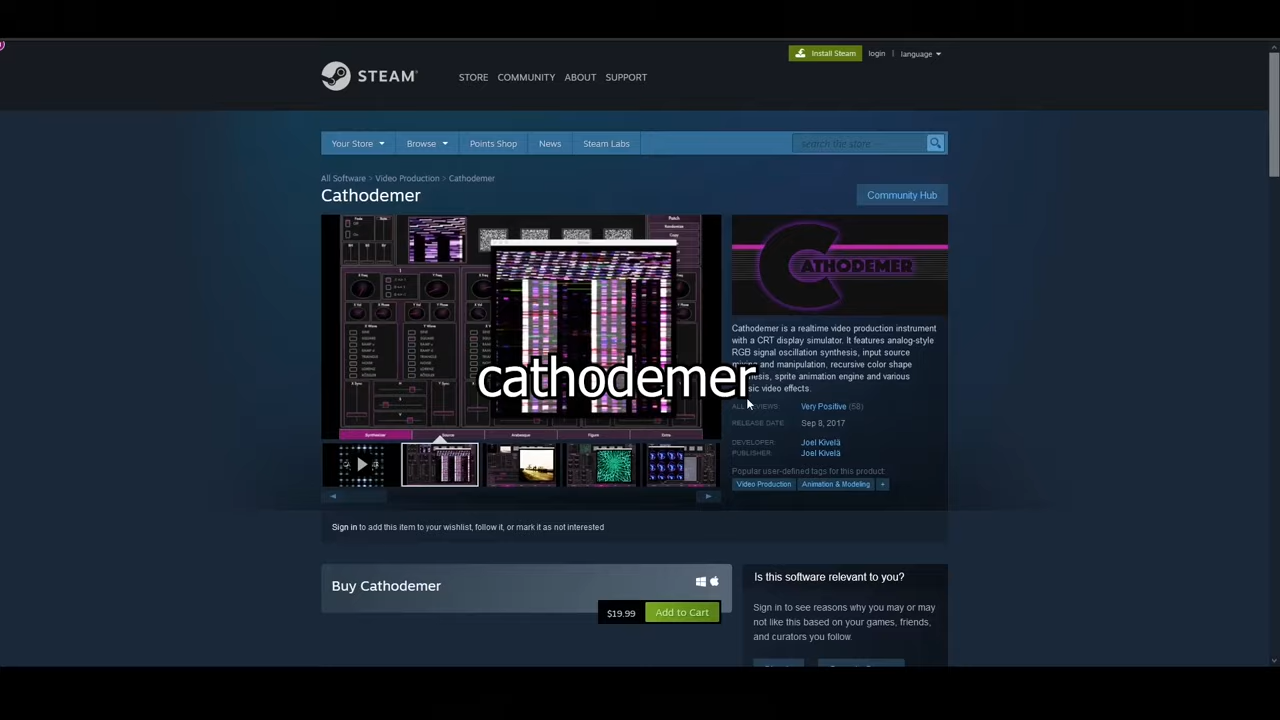 Install Steam
login
language
STEAM
STORE COMMUNITY ABOUT SUPPORT
Your Store Browse Points Shop News Steam Labs
search the store
All Software > Video Production > Cathodemer
Cathodemer
Community Hub
CATHODEMER
cathodemer
Cathodemer is a realtime video production instrument
with a CRT display simulator. It features analog-style
RGB signal oscillation synthesis, input source
and manipulation, recursive color shape
sprite animation engine and various
video effects.
Very Positive (58)
RELEASE DATE: Sep 8, 2017
DEVELOPER: Joel Kivelä
PUBLISHER: Joel Kivelä
Popular user-defined tags for this product
Video Production Animation & Modeling +
Sign in to add this item to your wishlist, follow it, or mark it as not interested
Buy Cathodemer
$19.99 Add to Cart
Is this software relevant to you?
Sign in to see reasons why you may or may
not like this based on your games, friends,
and curators you follow.